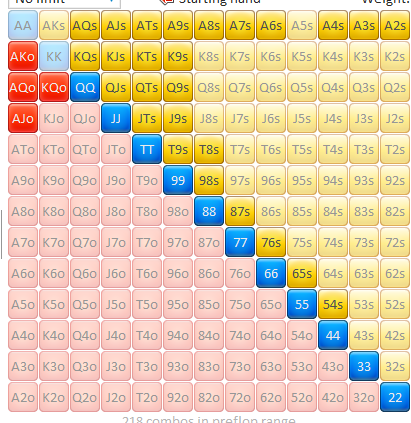 No limit Starting hand Weight:
AA AKs AQs AJs ATs A9s A8s A7s A6s A5s A4s A3s A2s
AKo KK KQs KJs KTs K9s K8s K7s K6s K5s K4s K3s K2s
AQo KQo QQ QJs QTs Q9s Q8s Q7s Q6s Q5s Q4s Q3s Q2s
AJo KJo QJo JJ JTs J9s J8s J7s J6s J5s J4s J3s J2s
ATo KTo QTo JTo TT T9s T8s T7s T6s T5s T4s T3s T2s
A9o K9o Q9o J9o T9o 99 98s 97s 96s 95s 94s 93s 92s
A8o K8o Q8o J8o T8o 98o 88 87s 86s 85s 84s 83s 82s
A7o K7o Q7o J7o T7o 97o 87o 77 76s 75s 74s 73s 72s
A6o K6o Q6o J6o T6o 96o 86o 76o 66 65s 64s 63s 62s
A5o K5o Q5o J5o T5o 95o 85o 75o 65o 55 54s 53s 52s
A4o K4o Q4o J4o T4o 94o 84o 74o 64o 54o 44 43s 42s
A3o K3o Q3o J3o T3o 93o 83o 73o 63o 53o 43o 33 32s
A2o K2o Q2o J2o T2o 92o 82o 72o 62o 52o 42o 32o 22
218 combos in preflop range